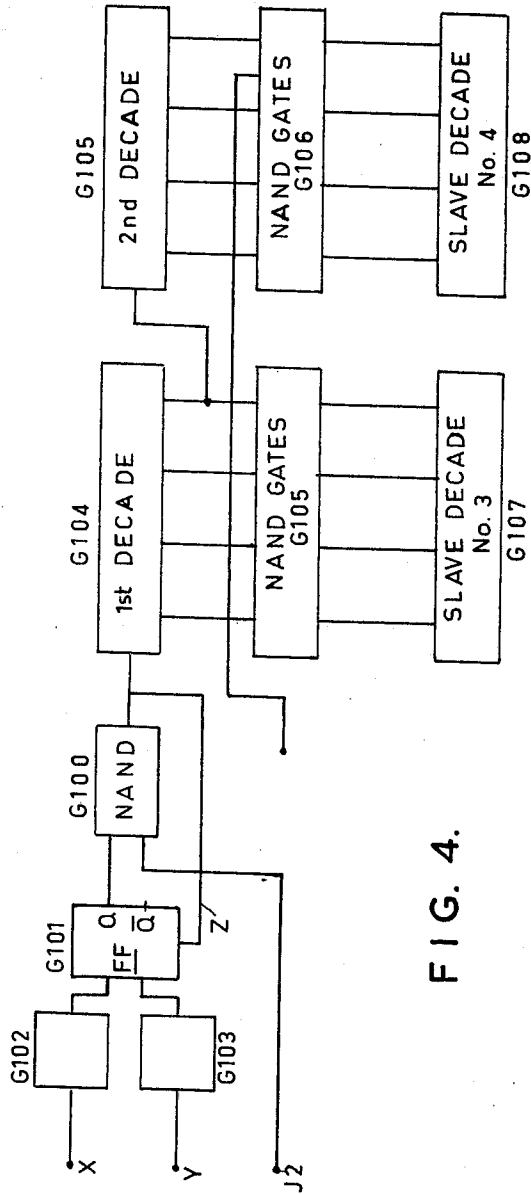 G102
X
G103
Y
J2
G101
FF
Q
Q̅
Z
G100
NAND
G104
1st DECADE
NAND GATES
G105
SLAVE DECADE
No. 3
G107
G105
2nd DECADE
NAND GATES
G106
SLAVE DECADE
No. 4
G108
FIG. 4.